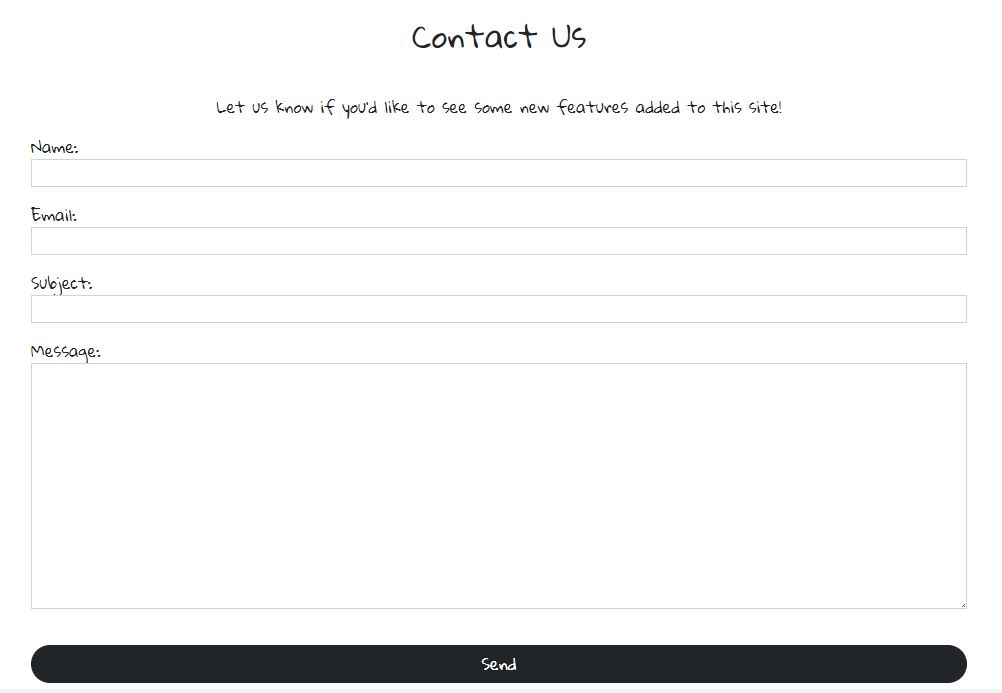 Contact Us
Let us know if you'd like to see some new features added to this site!
Name:
Email:
Subject:
Message:
Send